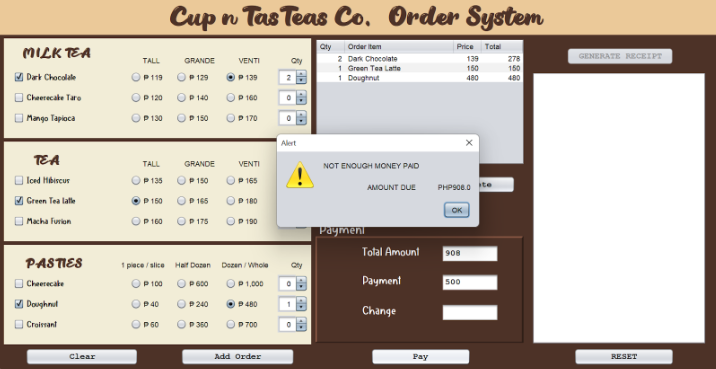 Cup n TasTeas Co. Order System
MILK TEA
TALL GRANDE VENTI Qty
Dark Chocolate ₱ 119 ₱ 129 ₱ 139 2
Cheerecake Taro ₱ 120 ₱ 140 ₱ 160 0
Mango Tapioca ₱ 130 ₱ 150 ₱ 170 0
TEA
TALL GRANDE VENTI
Iced Hibiscus ₱ 135 ₱ 150 ₱ 165
Green Tea latte ₱ 150 ₱ 165 ₱ 180
Macha Fusion ₱ 160 ₱ 175 ₱ 190
PASTIES
1 piece / slice Half Dozen Dozen / Whole Qty
Cheesecake ₱ 100 ₱ 600 ₱ 1,000 0
Doughnut ₱ 40 ₱ 240 ₱ 480 1
Croissant ₱ 60 ₱ 360 ₱ 700 0
Clear Add Order
Qty Order Item Price Total
2 Dark Chocolate 139 278
1 Green Tea Latte 150 150
1 Doughnut 480 480
Alert
NOT ENOUGH MONEY PAID
AMOUNT DUE PHP908.0
OK
Payment
Total Amount 908
Payment 500
Change
Pay
GENERATE RECEIPT
RESET